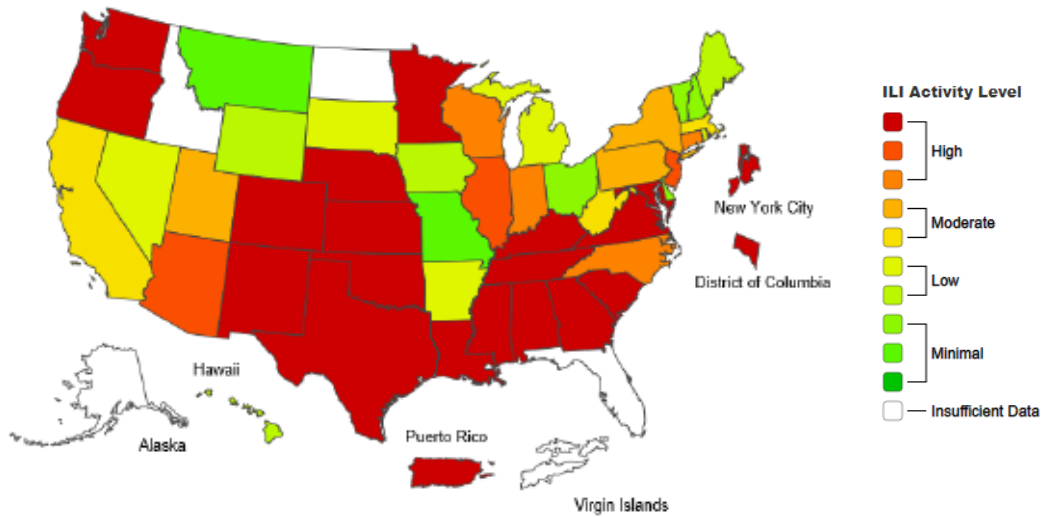 ILI Activity Level
High
Moderate
Low
Minimal
Insufficient Data
New York City
District of Columbia
Hawaii
Alaska
Puerto Rico
Virgin Islands